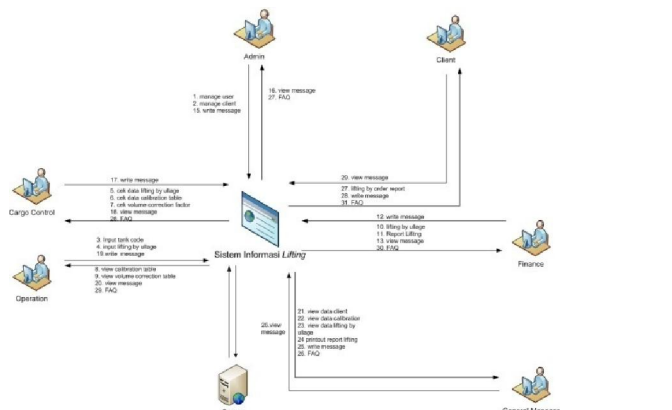 Admin
Client
1. manage user
2. manage client
15. write message
16. view message
27. FAQ
17. write message
5. cek data lifting by ullage
6. cek data calibration table
7. cek volume correction factor
18. view message
28. FAQ
Cargo Control
29. view message
27. lifting by order report
28. write message
31. FAQ
12. write message
10. lifting by ullage
11. Report Lifting
13. view message
30. FAQ
Finance
3. Input tank code
4. input lifting by ullage
19. write message
Sistem Informasi Lifting
8. view calibration table
9. view volume correction table
20. view message
29. FAQ
Operation
25. view
message
21. view data client
22. view data calibration
23. view data lifting by
ullage
24 printout report lifting
25. write message
26. FAQ
General Manager